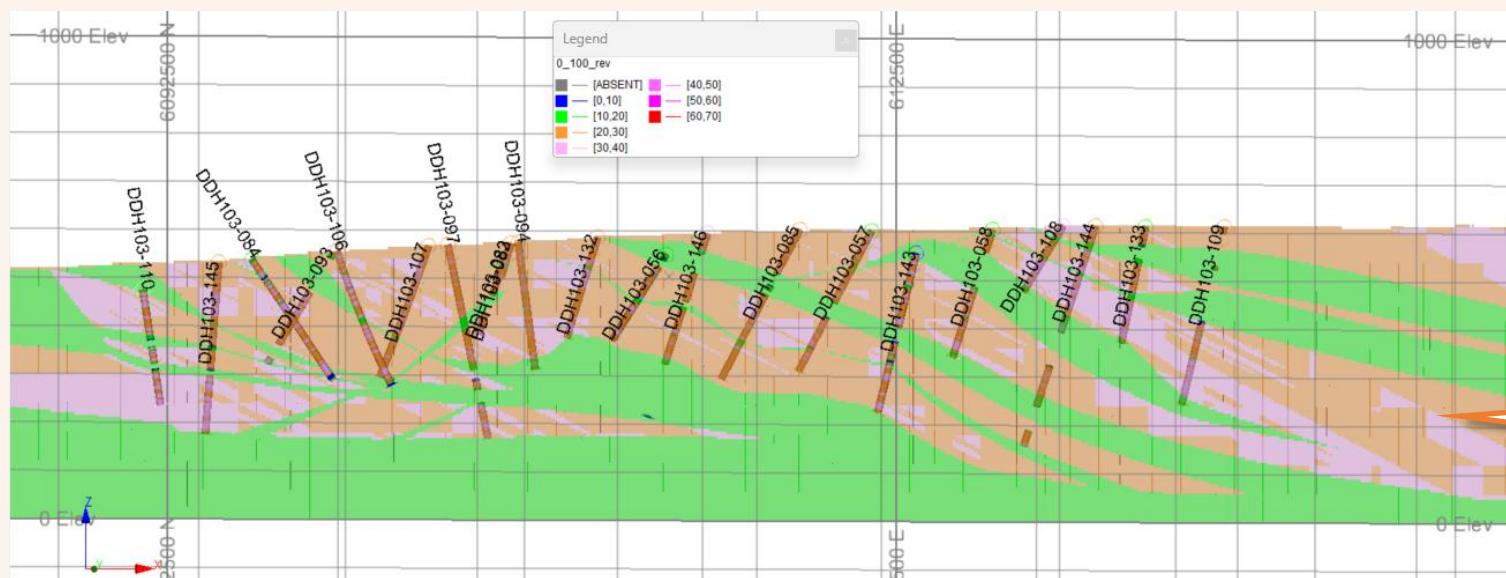 1000 Elev
6092500 N
Legend
0_100_rev
[ABSENT]
[0,10]
[10,20]
[20,30]
[30,40]
[40,50]
[50,60]
[60,70]
612500 E
1000 Elev
DDH103-110
DDH103-145
DDH103-084
DDH103-093
DDH103-106
DDH103-107
DDH103-097
DDH103-094
DDH103-132
DDH103-056
DDH103-146
DDH103-085
DDH103-057
DDH103-143
DDH103-058
DDH103-108
DDH103-144
DDH103-133
DDH103-109
0 Elev
0 Elev
Z
Y
X